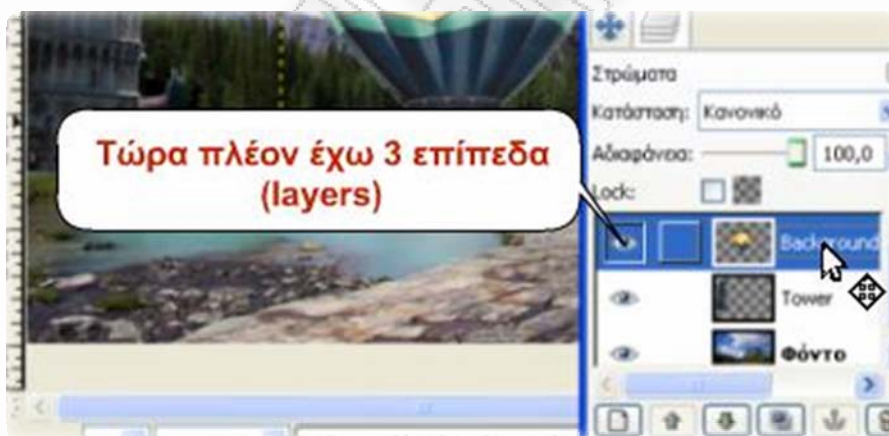 Στρώματα
Κατάσταση: Κανονικό
Τώρα πλέον έχω 3 επίπεδα
(layers)
Αδιαφάνεια: 100,0
Lock:
Background
Tower
Φόντο